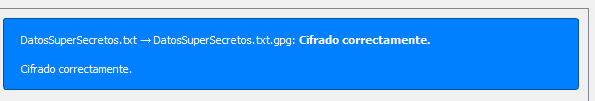 DatosSuperSecretos.txt → DatosSuperSecretos.txt.gpg: Cifrado correctamente.
Cifrado correctamente.